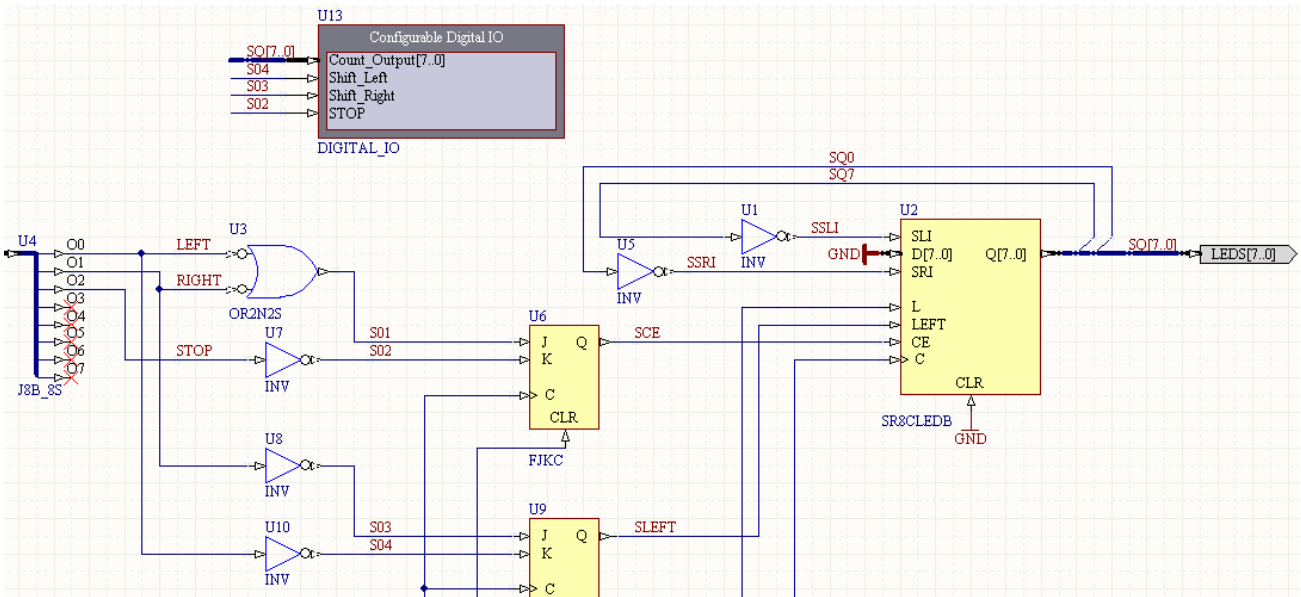 U13
Configurable Digital IO
SQ[7..0]
Count_Output[7..0]
S04
Shift_Left
S03
Shift_Right
S02
STOP
DIGITAL_IO
SQ0
SQ7
U4
O0
O1
O2
O3
O4
O5
O6
O7
J8B_8S
LEFT
RIGHT
STOP
U3
OR2N2S
U7
INV
S01
S02
U6
J
Q
K
C
CLR
FJKC
SCE
U1
INV
SSLI
U5
INV
SSRI
GND
U2
SLI
D[7..0]
Q[7..0]
SRI
L
LEFT
CE
C
CLR
SR8CLEDB
GND
SQ[7..0]
LEDS[7..0]
U8
INV
U10
INV
S03
S04
U9
J
Q
K
C
SLEFT